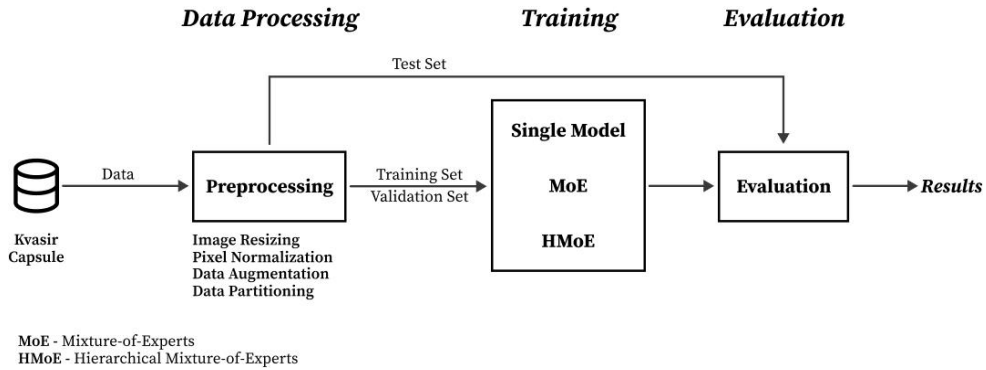 Data Processing
Training
Evaluation
Test Set
Data
Preprocessing
Training Set
Validation Set
Single Model
MoE
HMoE
Evaluation
Results
Kvasir
Capsule
Image Resizing
Pixel Normalization
Data Augmentation
Data Partitioning
MoE - Mixture-of-Experts
HMoE - Hierarchical Mixture-of-Experts